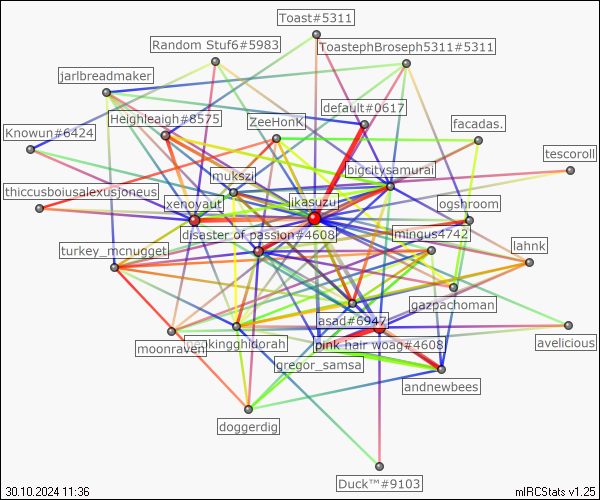 Toast#5311
Random Stuf6#5983
ToastephBroseph5311#5311
jarlbreadmaker
default#0617
Heighleaigh#8575
ZeeHonK
facadas.
Knowun#6424
bigcitysamurai
tescoroll
mukszi
thiccusboiusalexusjoneus
xenoyaut
ikasuzu
ogshroom
disaster of passion#4608
mingus4742
turkey_mcnugget
lahnk
gazpachoman
asad#6947
moonraven
pink hair woag#4608
avelicious
gregor_samsa
andnewbees
doggerdig
Duck™#9103
30.10.2024 11:36
mIRCStats v1.25